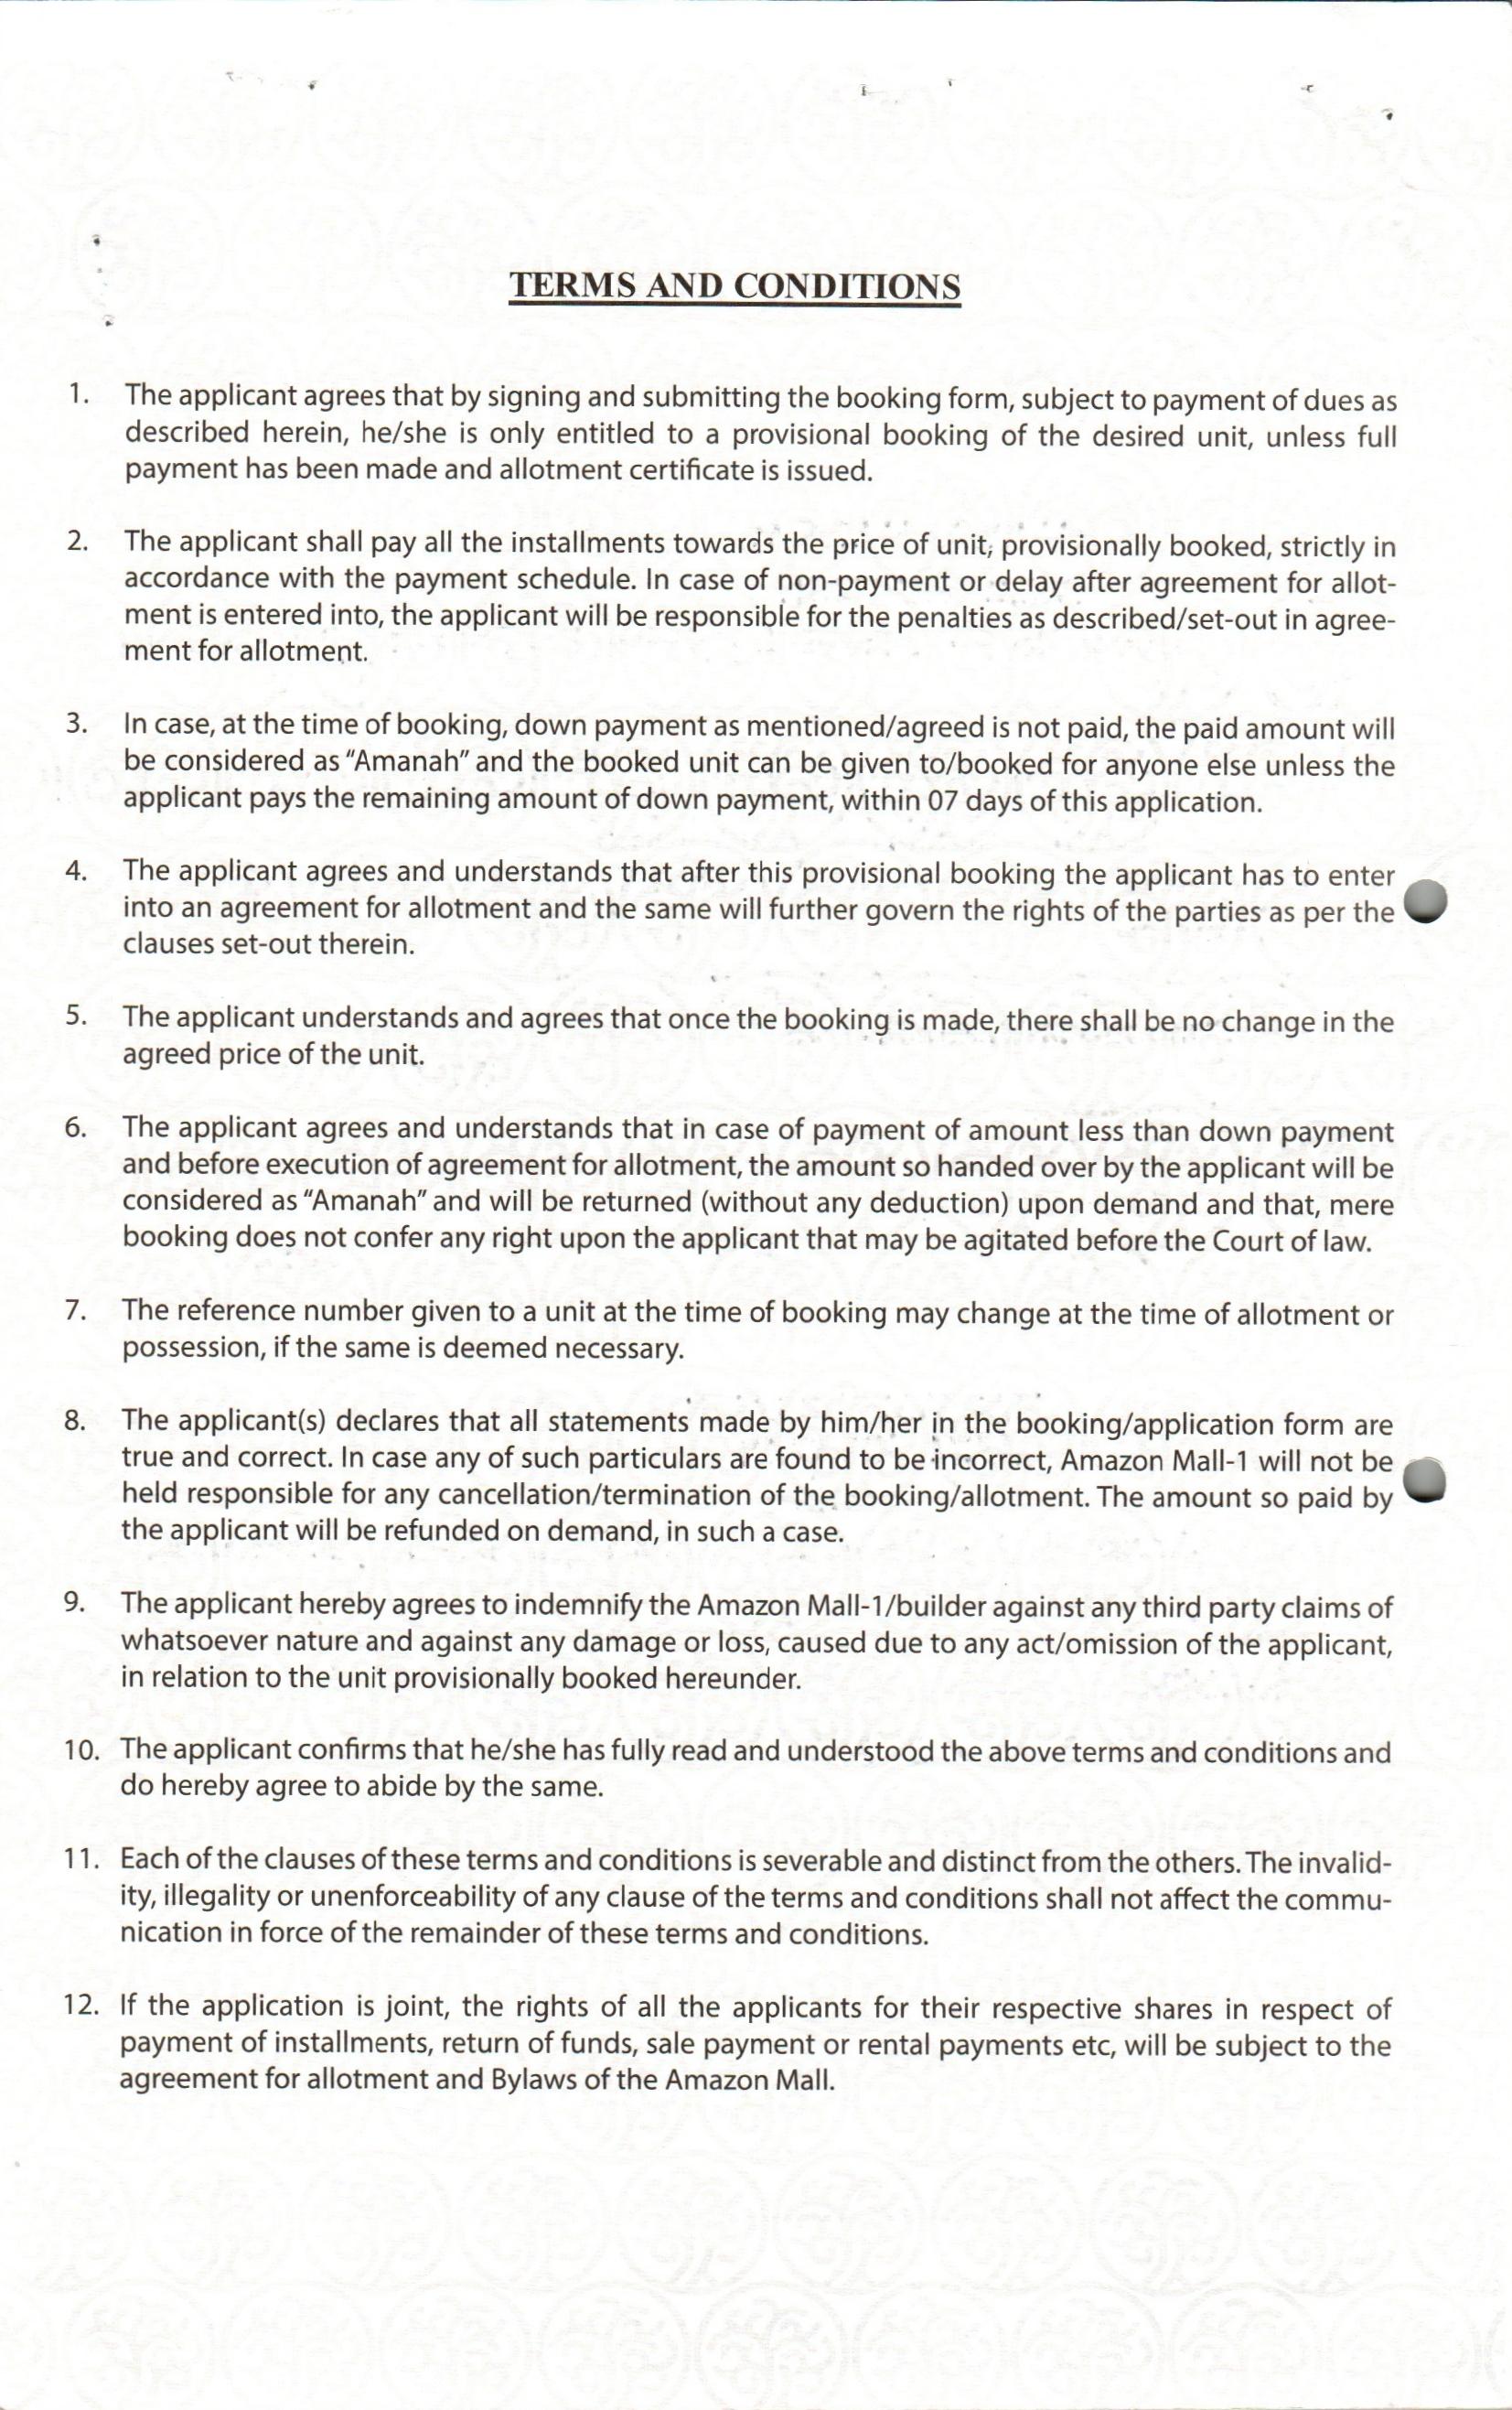 TERMS AND CONDITIONS
1. The applicant agrees that by signing and submitting the booking form, subject to payment of dues as
described herein, he/she is only entitled to a provisional booking of the desired unit, unless full
payment has been made and allotment certificate is issued.
2. The applicant shall pay all the installments towards the price of unit, provisionally booked, strictly in
accordance with the payment schedule. In case of non-payment or delay after agreement for allot-
ment is entered into, the applicant will be responsible for the penalties as described/set-out in agree-
ment for allotment.
3. In case, at the time of booking, down payment as mentioned/agreed is not paid, the paid amount will
be considered as “Amanah” and the booked unit can be given to/booked for anyone else unless the
applicant pays the remaining amount of down payment, within 07 days of this application.
4. The applicant agrees and understands that after this provisional booking the applicant has to enter
into an agreement for allotment and the same will further govern the rights of the parties as per the
clauses set-out therein.
5. The applicant understands and agrees that once the booking is made, there shall be no change in the
agreed price of the unit.
6. The applicant agrees and understands that in case of payment of amount less than down payment
and before execution of agreement for allotment, the amount so handed over by the applicant will be
considered as “Amanah” and will be returned (without any deduction) upon demand and that, mere
booking does not confer any right upon the applicant that may be agitated before the Court of law.
7. The reference number given to a unit at the time of booking may change at the time of allotment or
possession, if the same is deemed necessary.
8. The applicant(s) declares that all statements made by him/her in the booking/application form are
true and correct. In case any of such particulars are found to be incorrect, Amazon Mall-1 will not be
held responsible for any cancellation/termination of the booking/allotment. The amount so paid by
the applicant will be refunded on demand, in such a case.
9. The applicant hereby agrees to indemnify the Amazon Mall-1/builder against any third party claims of
whatsoever nature and against any damage or loss, caused due to any act/omission of the applicant,
in relation to the unit provisionally booked hereunder.
10. The applicant confirms that he/she has fully read and understood the above terms and conditions and
do hereby agree to abide by the same.
11. Each of the clauses of these terms and conditions is severable and distinct from the others. The invalid-
ity, illegality or unenforceability of any clause of the terms and conditions shall not affect the commu-
nication in force of the remainder of these terms and conditions.
12. If the application is joint, the rights of all the applicants for their respective shares in respect of
payment of installments, return of funds, sale payment or rental payments etc, will be subject to the
agreement for allotment and Bylaws of the Amazon Mall.